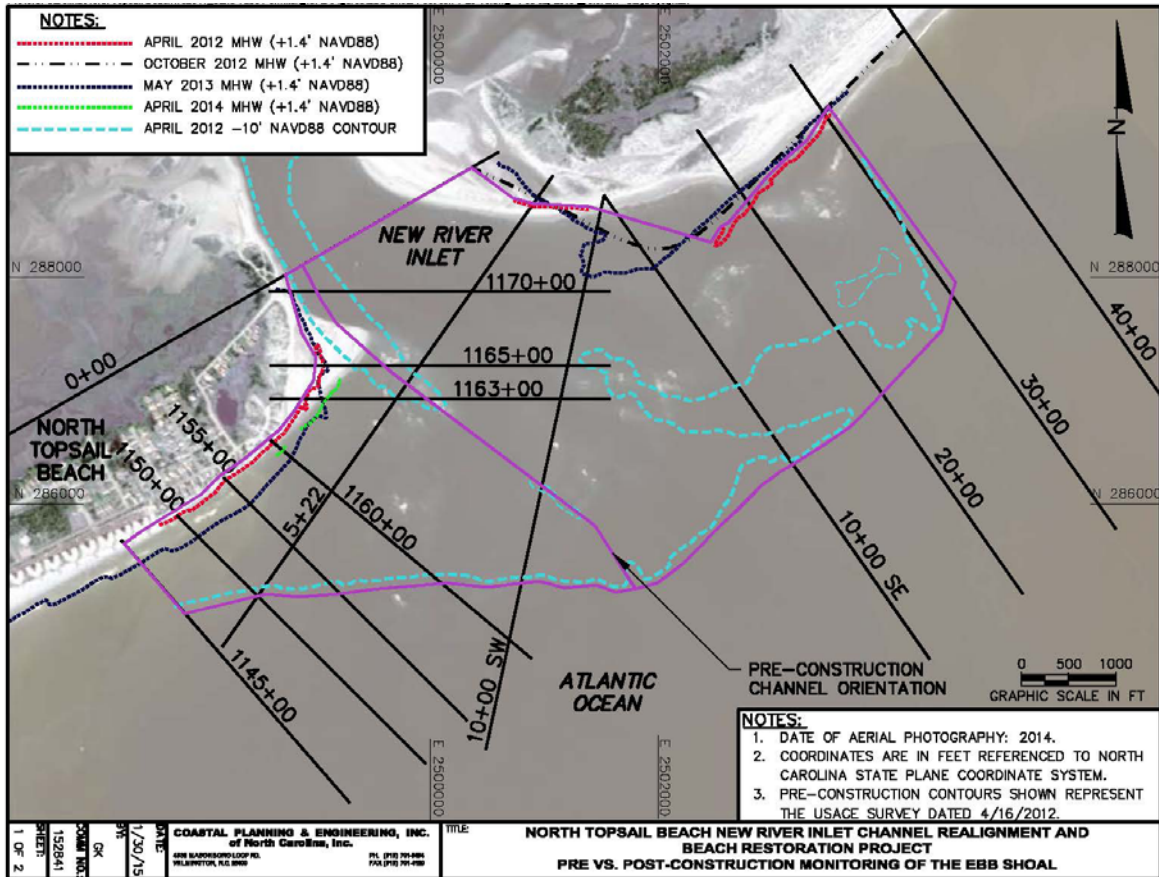 NOTES:
APRIL 2012 MHW (+1.4' NAVD88)
OCTOBER 2012 MHW (+1.4' NAVD88)
MAY 2013 MHW (+1.4' NAVD88)
APRIL 2014 MHW (+1.4' NAVD88)
APRIL 2012 -10' NAVD88 CONTOUR
E 2500000
E 2502000
N
NEW RIVER
INLET
N 288000
N 288000
1170+00
0+00
1165+00
1163+00
40+00
30+00
20+00
NORTH
TOPSAIL
BEACH
1155+00
1150+00
N 286000
N 286000
5+22
1160+00
10+00 SE
10+00 SW
1145+00
ATLANTIC
OCEAN
PRE-CONSTRUCTION
CHANNEL ORIENTATION
0 500 1000
GRAPHIC SCALE IN FT
E 2500000
E 2502000
NOTES:
1. DATE OF AERIAL PHOTOGRAPHY: 2014.
2. COORDINATES ARE IN FEET REFERENCED TO NORTH
CAROLINA STATE PLANE COORDINATE SYSTEM.
3. PRE-CONSTRUCTION CONTOURS SHOWN REPRESENT
THE USACE SURVEY DATED 4/16/2012.
SHEET:
1 OF 2
COMM NO.:
152841
BY:
CK
DATE:
1/30/15
COASTAL PLANNING & ENGINEERING, INC.
of North Carolina, Inc.
TITLE:
NORTH TOPSAIL BEACH NEW RIVER INLET CHANNEL REALIGNMENT AND
BEACH RESTORATION PROJECT
PRE VS. POST-CONSTRUCTION MONITORING OF THE EBB SHOAL